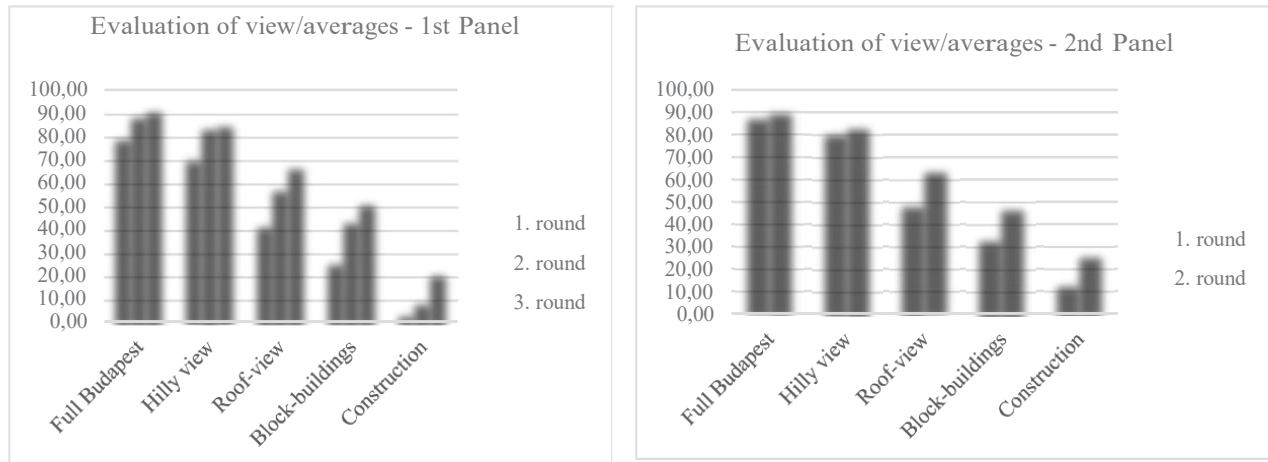 Evaluation of view/averages - 1st Panel
100,00
90,00
80,00
70,00
60,00
50,00
40,00
30,00
20,00
10,00
0,00
Full Budapest
Hilly view
Roof-view
Block-buildings
Construction
1. round
2. round
3. round
Evaluation of view/averages - 2nd Panel
100,00
90,00
80,00
70,00
60,00
50,00
40,00
30,00
20,00
10,00
0,00
Full Budapest
Hilly view
Roof-view
Block-buildings
Construction
1. round
2. round